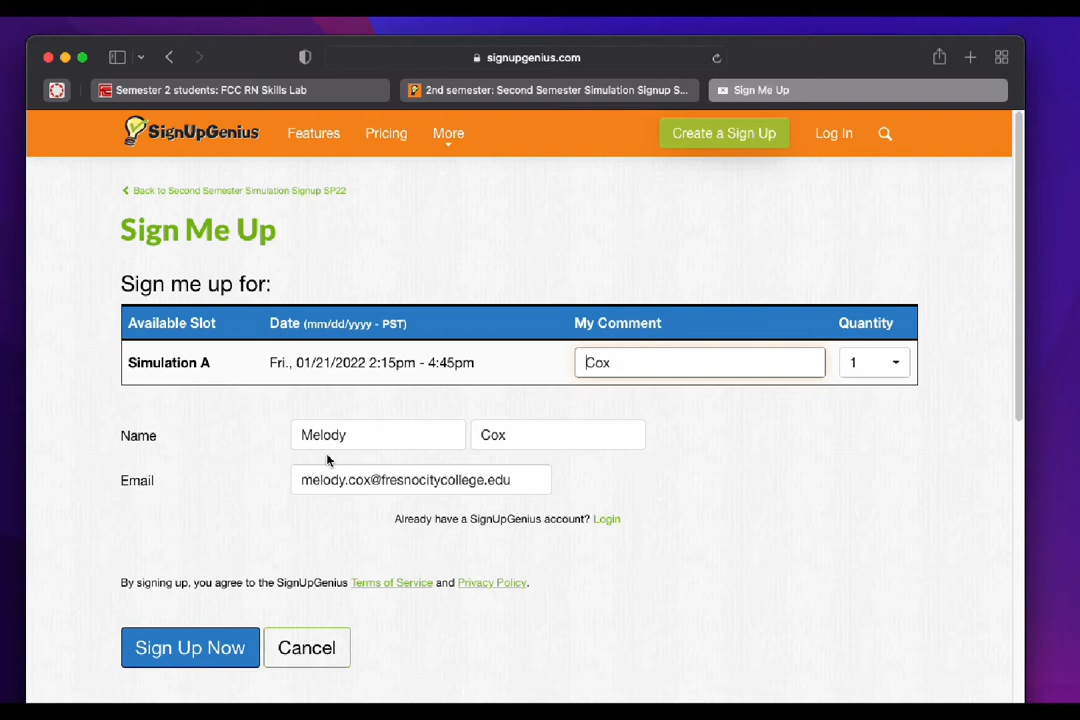 signupgenius.com
Semester 2 students: FCC RN Skills Lab
2nd semester: Second Semester Simulation Signup S...
Sign Me Up
SignUpGenius
Features
Pricing
More
Create a Sign Up
Log In
Back to Second Semester Simulation Signup SP22
Sign Me Up
Sign me up for:
Available Slot Date (mm/dd/yyyy - PST) My Comment Quantity
Simulation A Fri., 01/21/2022 2:15pm - 4:45pm Cox 1
Name Melody Cox
Email melody.cox@fresnocitycollege.edu
Already have a SignUpGenius account? Login
By signing up, you agree to the SignUpGenius Terms of Service and Privacy Policy.
Sign Up Now Cancel